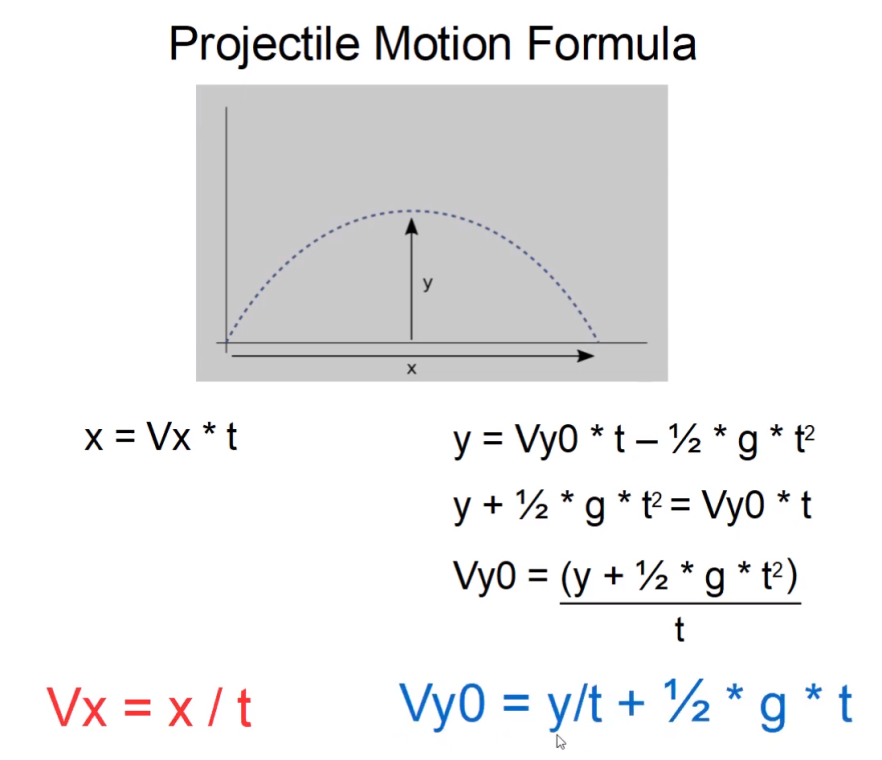 Projectile Motion Formula
y
x
x = Vx * t
y = Vy0 * t – ½ * g * t²
y + ½ * g * t² = Vy0 * t
Vy0 = (y + ½ * g * t²)
t
Vx = x / t
Vy0 = y/t + ½ * g * t